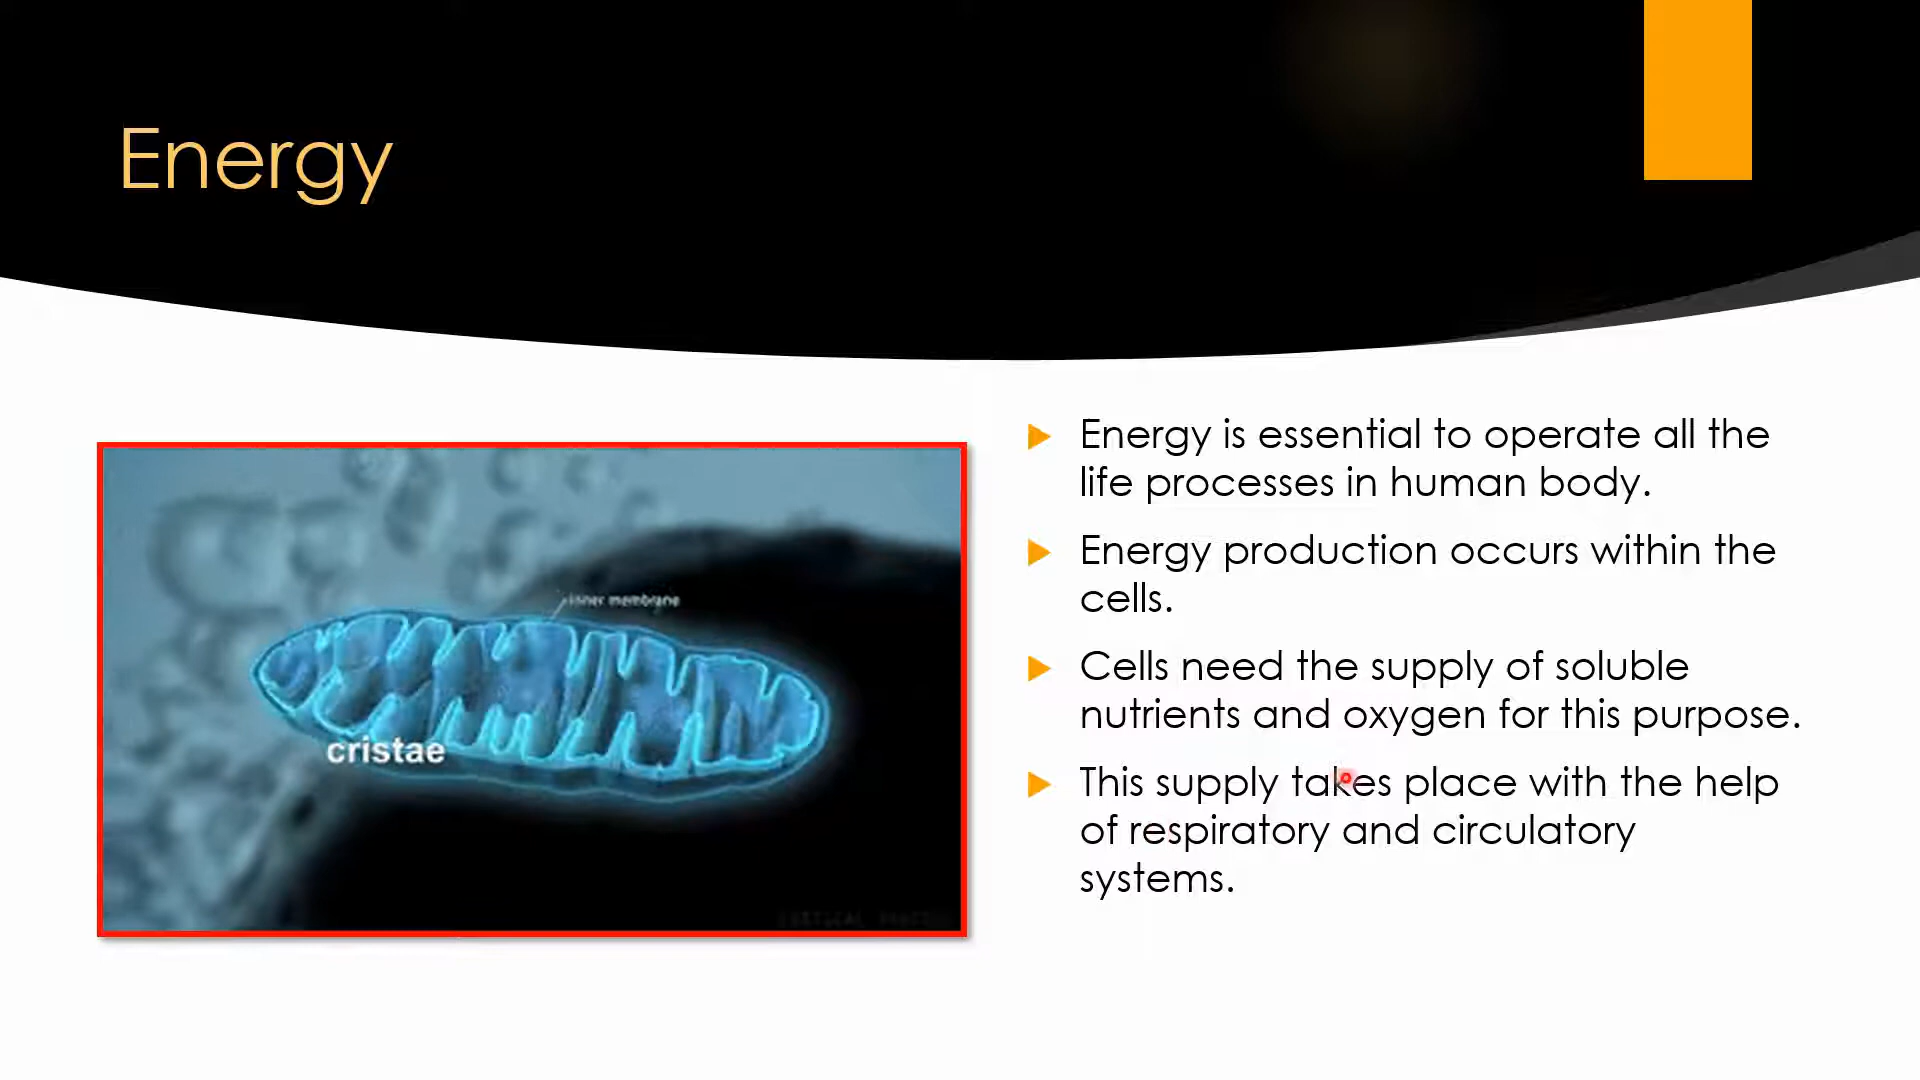 Energy
inner membrane
cristae
Energy is essential to operate all the
life processes in human body.
Energy production occurs within the
cells.
Cells need the supply of soluble
nutrients and oxygen for this purpose.
This supply takes place with the help
of respiratory and circulatory
systems.